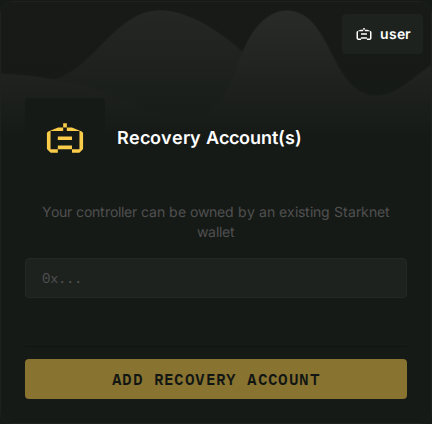 user
Recovery Account(s)
Your controller can be owned by an existing Starknet
wallet
0x...
ADD RECOVERY ACCOUNT